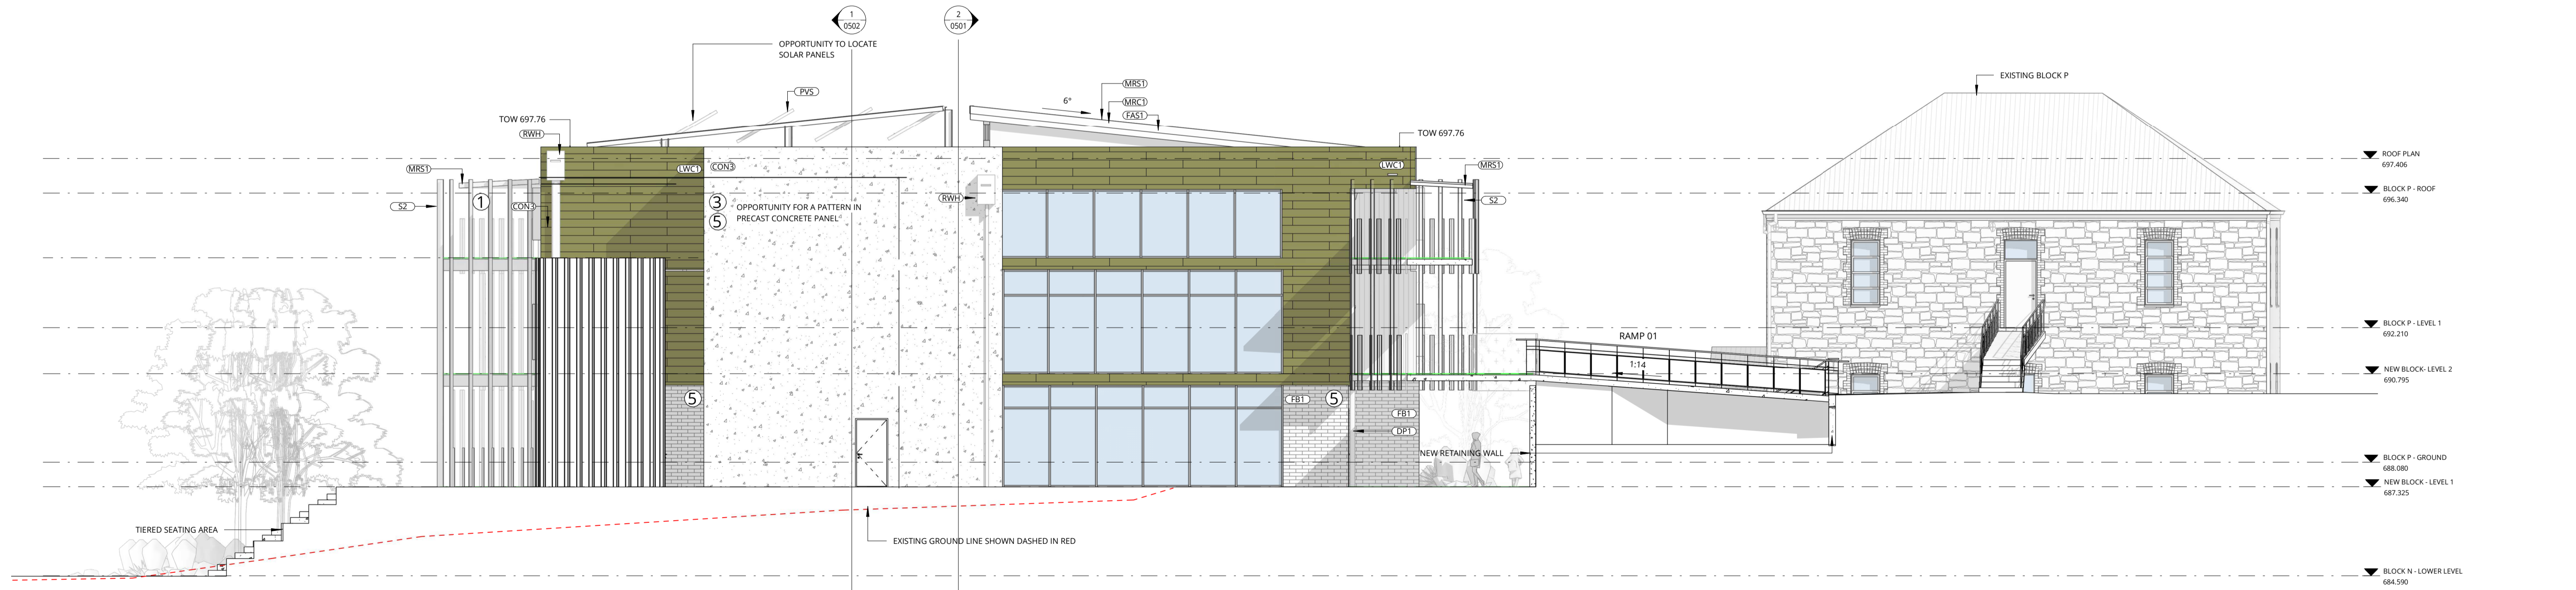 1
0502
2
0501
OPPORTUNITY TO LOCATE
SOLAR PANELS
EXISTING BLOCK P
PVS
MRS1
6°
MRC1
FAS1
TOW 697.76
RWH
TOW 697.76
ROOF PLAN
697.406
MRS1
LWC1
CON3
LWC1
MRS1
BLOCK P - ROOF
696.340
S2
1
CON3
3
5
OPPORTUNITY FOR A PATTERN IN
PRECAST CONCRETE PANEL
RWH
S2
BLOCK P - LEVEL 1
692.210
RAMP 01
1:14
NEW BLOCK- LEVEL 2
690.795
5
FB1
5
FB1
DP1
NEW RETAINING WALL
BLOCK P - GROUND
688.080
NEW BLOCK - LEVEL 1
687.325
TIERED SEATING AREA
EXISTING GROUND LINE SHOWN DASHED IN RED
BLOCK N - LOWER LEVEL
684.590